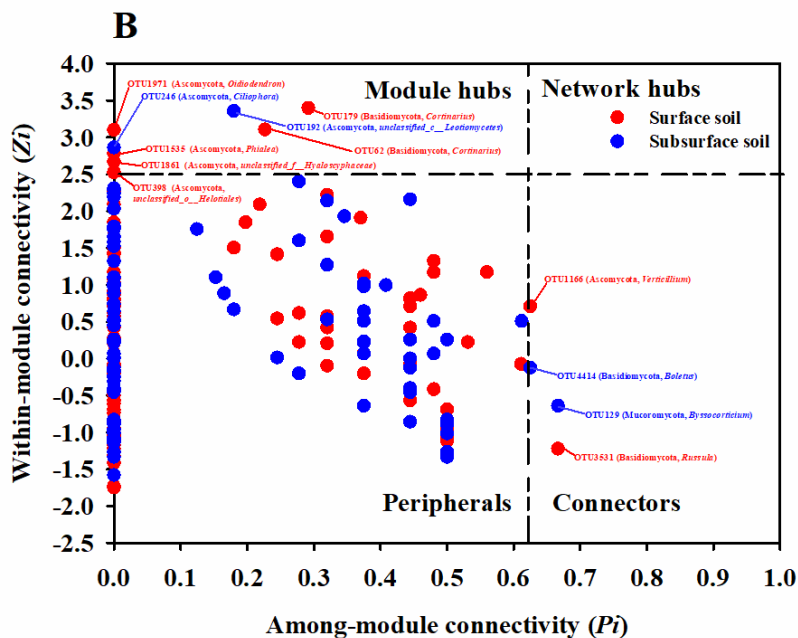 B
Module hubs
Network hubs
Surface soil
Subsurface soil
OTU1971 (Ascomycota, Oidiodendron)
OTU246 (Ascomycota, Ciliophora)
OTU179 (Basidiomycota, Cortinarius)
OTU192 (Ascomycota, unclassified_c__Leotiomycetes)
OTU62 (Basidiomycota, Cortinarius)
OTU1535 (Ascomycota, Phialea)
OTU1861 (Ascomycota, unclassified_f__Hyaloscyphaceae)
OTU398 (Ascomycota,
unclassified_o__Helotiales)
OTU1166 (Ascomycota, Verticillium)
OTU4414 (Basidiomycota, Boletus)
OTU129 (Mucoromycota, Byssocorticium)
OTU3531 (Basidiomycota, Russula)
Peripherals
Connectors
Within-module connectivity (Zi)
4.0
3.5
3.0
2.5
2.0
1.5
1.0
0.5
0.0
-0.5
-1.0
-1.5
-2.0
-2.5
0.0 0.1 0.2 0.3 0.4 0.5 0.6 0.7 0.8 0.9 1.0
Among-module connectivity (Pi)